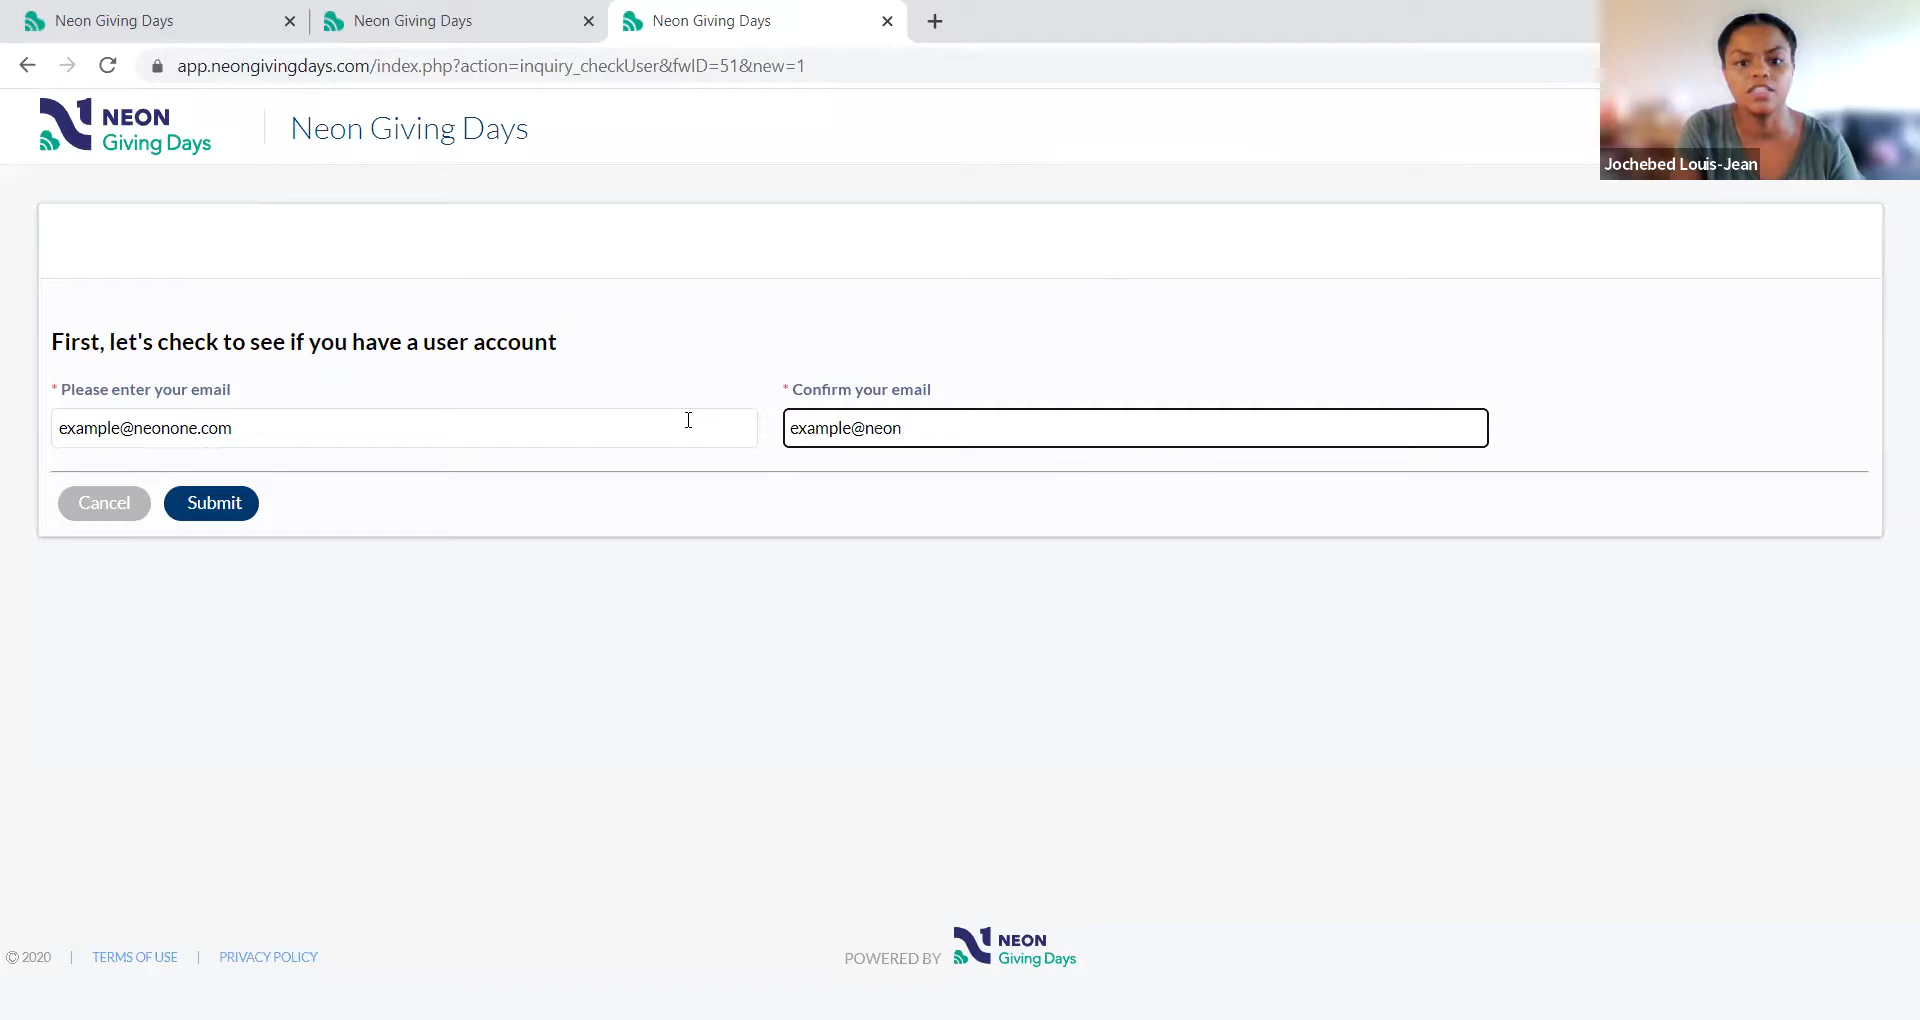 Neon Giving Days
Neon Giving Days
Neon Giving Days
app.neongivingdays.com/index.php?action=inquiry_checkUser&fwID=51&new=1
NEON
Giving Days
Neon Giving Days
Jochebed Louis-Jean
First, let's check to see if you have a user account
* Please enter your email
* Confirm your email
example@neonone.com
example@neon
Cancel
Submit
© 2020 | TERMS OF USE | PRIVACY POLICY
POWERED BY
NEON
Giving Days